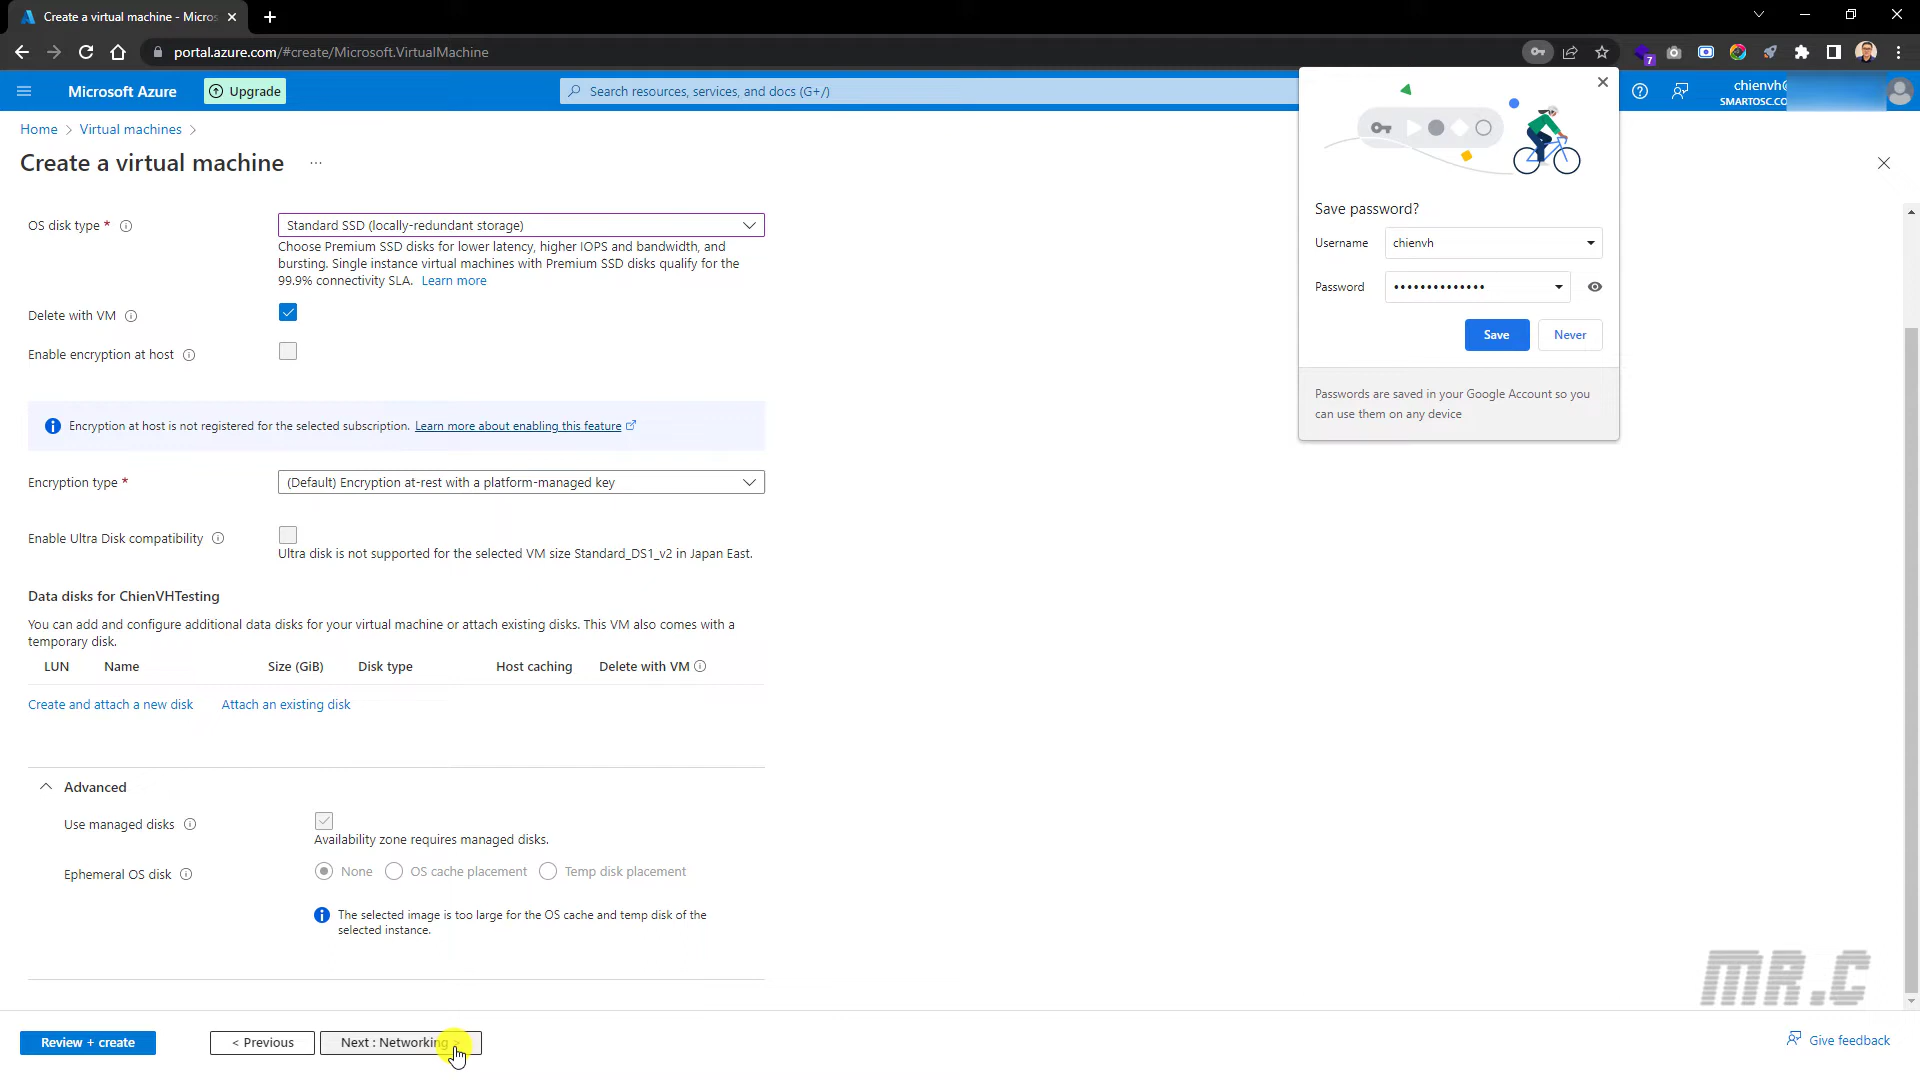 Create a virtual machine - Micros
portal.azure.com/#create/Microsoft.VirtualMachine
7
Microsoft Azure
Upgrade
Search resources, services, and docs (G+/)
chienvh@
SMARTOSC.CO
Home > Virtual machines >
Create a virtual machine ...
OS disk type *
Standard SSD (locally-redundant storage)
Choose Premium SSD disks for lower latency, higher IOPS and bandwidth, and
bursting. Single instance virtual machines with Premium SSD disks qualify for the
99.9% connectivity SLA. Learn more
Delete with VM
Enable encryption at host
Encryption at host is not registered for the selected subscription. Learn more about enabling this feature
Encryption type *
(Default) Encryption at-rest with a platform-managed key
Enable Ultra Disk compatibility
Ultra disk is not supported for the selected VM size Standard_DS1_v2 in Japan East.
Data disks for ChienVHTesting
You can add and configure additional data disks for your virtual machine or attach existing disks. This VM also comes with a
temporary disk.
LUN Name Size (GiB) Disk type Host caching Delete with VM
Create and attach a new disk Attach an existing disk
Advanced
Use managed disks
Availability zone requires managed disks.
Ephemeral OS disk
None OS cache placement Temp disk placement
The selected image is too large for the OS cache and temp disk of the
selected instance.
Save password?
Username chienvh
Password ••••••••••••••
Save Never
Passwords are saved in your Google Account so you
can use them on any device
MR.C
Review + create < Previous Next : Networking >
Give feedback